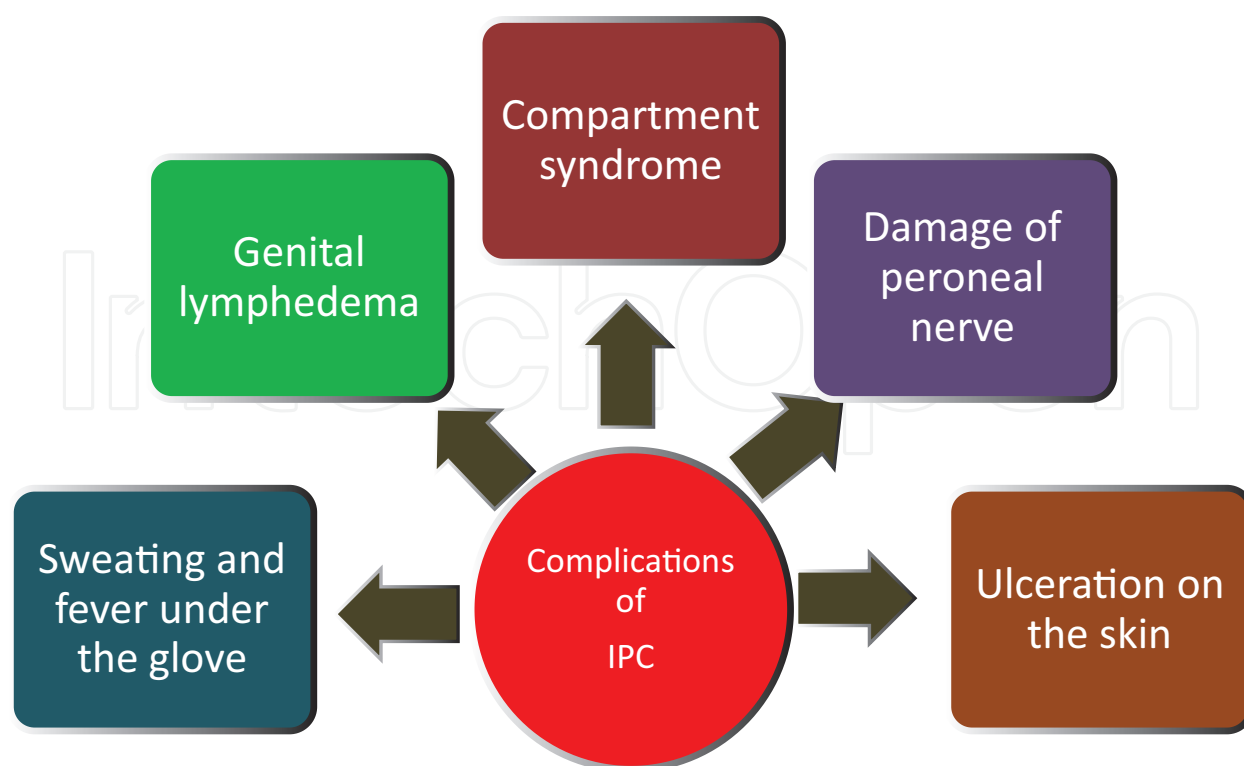 Compartment
syndrome
Genital
lymphedema
Damage of
peroneal
nerve
Sweating and
fever under
the glove
Complications
of
IPC
Ulceration on
the skin
IntechOpen